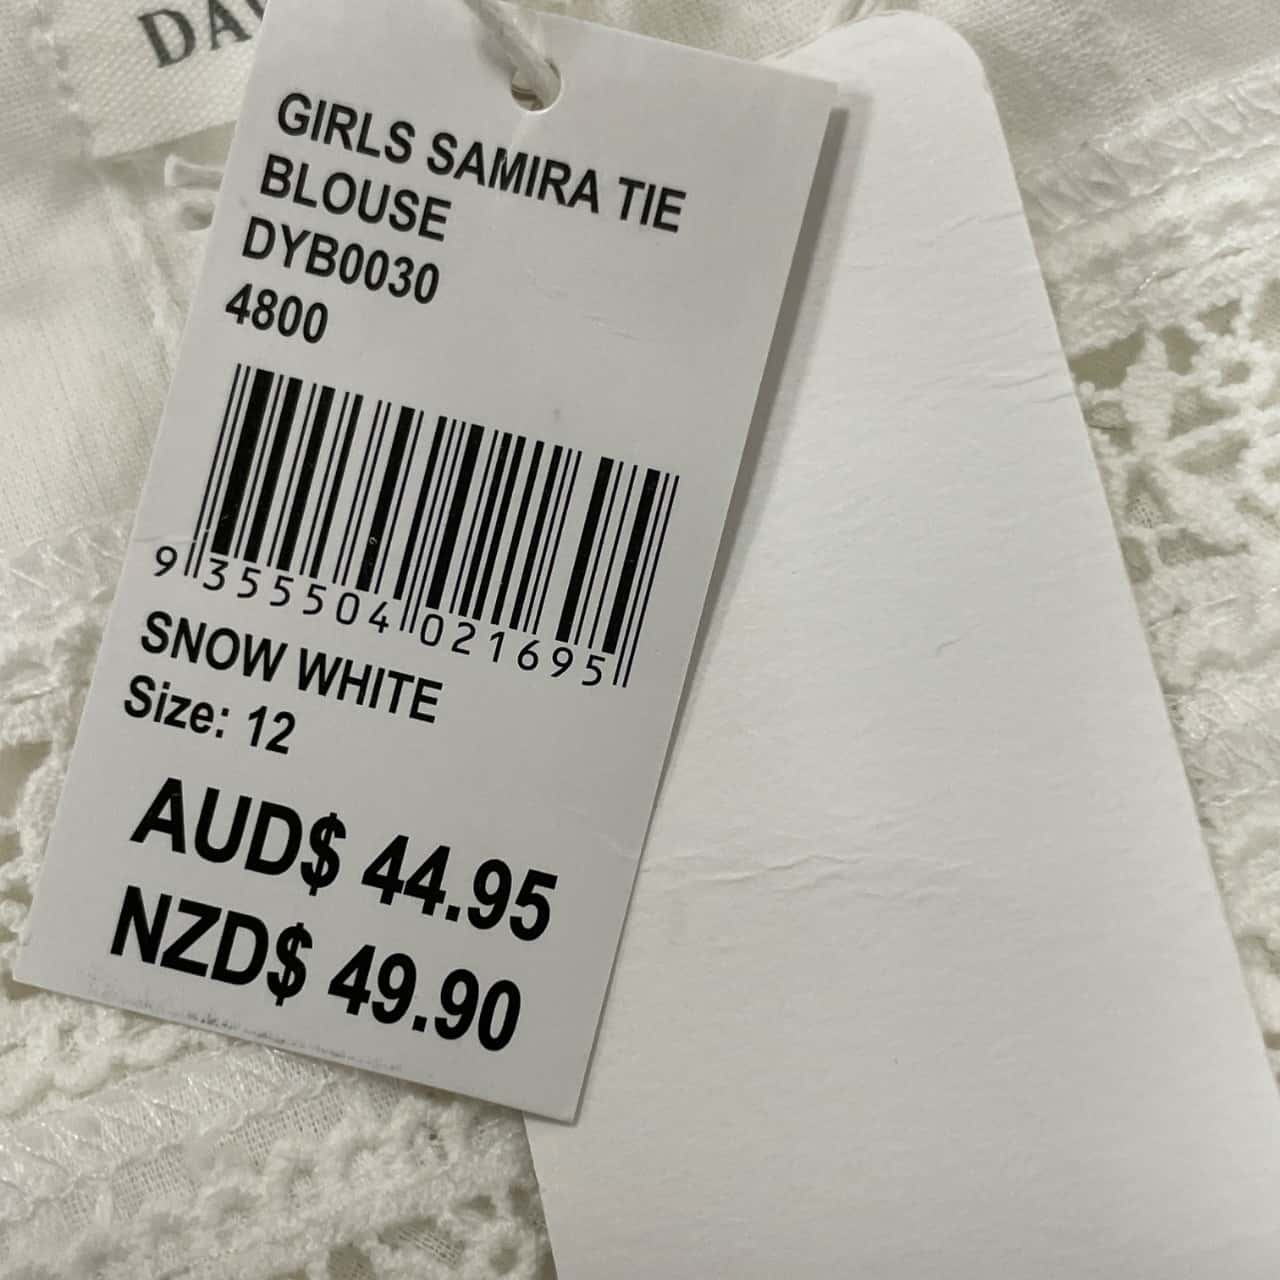 GIRLS SAMIRA TIE
BLOUSE
DYB0030
4800
9 355504 021695
SNOW WHITE
Size: 12
AUD$ 44.95
NZD$ 49.90